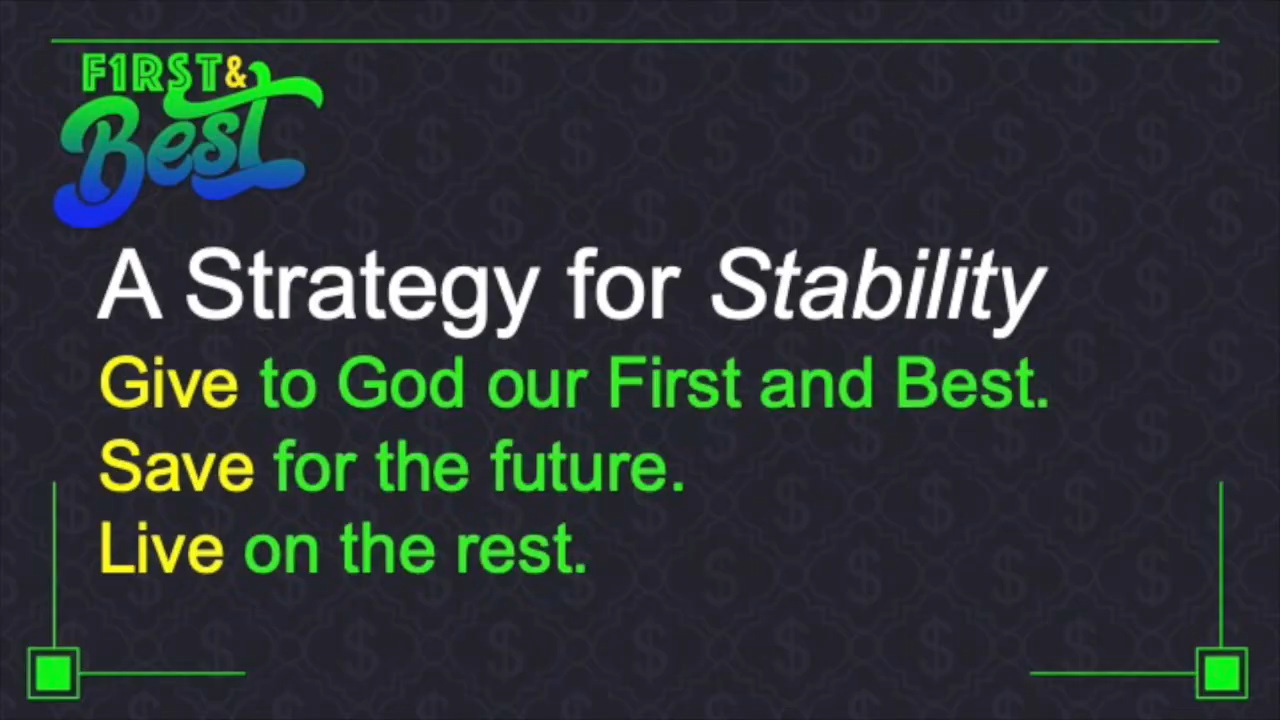 F1RST&
Best
A Strategy for Stability
Give to God our First and Best.
Save for the future.
Live on the rest.